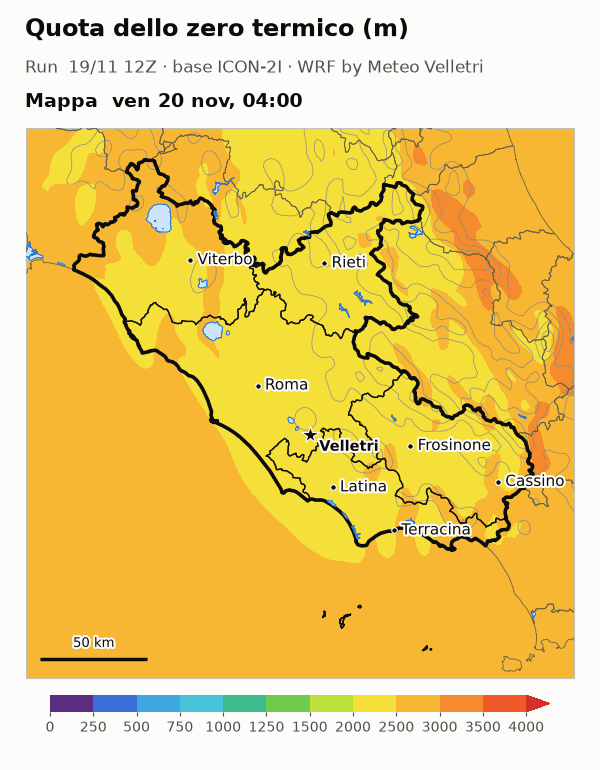 Quota dello zero termico (m)
Run  19/11 12Z · base ICON-2I · WRF by Meteo Velletri
Mappa  ven 20 nov, 04:00
Viterbo
Rieti
Roma
Velletri
Frosinone
Cassino
Latina
Terracina
50 km
0 250 500 750 1000 1250 1500 2000 2500 3000 3500 4000